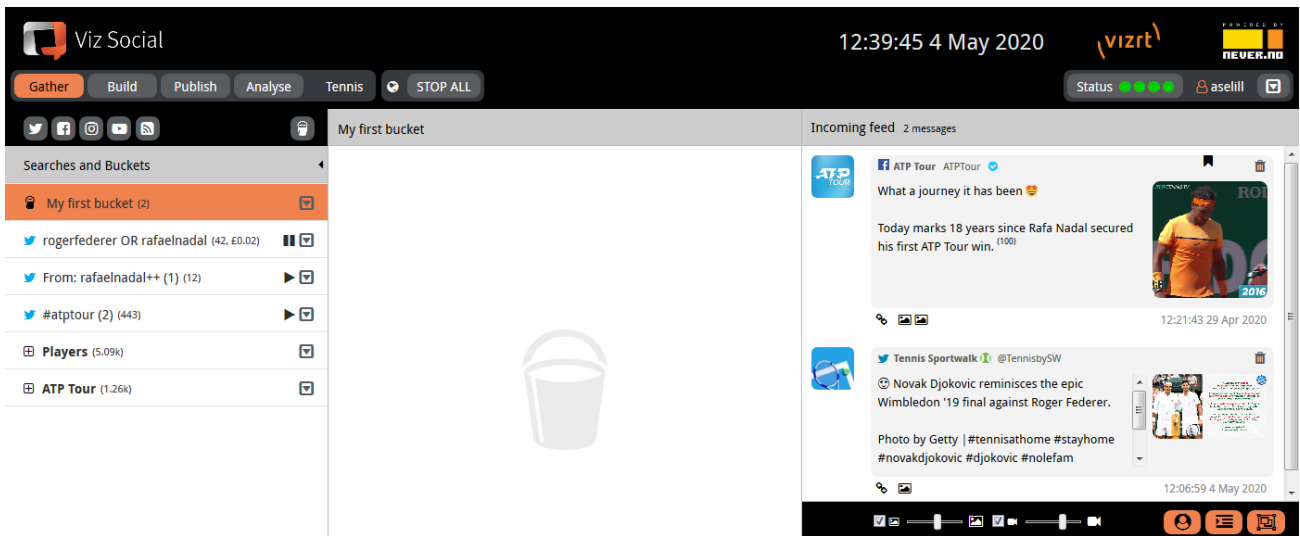 Viz Social
12:39:45 4 May 2020
vizrt
POWERED BY
never.no
Gather Build Publish Analyse Tennis STOP ALL
Status aselill
Searches and Buckets
My first bucket (2)
rogerfederer OR rafaelnadal (42, £0.02)
From: rafaelnadal++ (1) (12)
#atptour (2) (443)
Players (5.09k)
ATP Tour (1.26k)
My first bucket
Incoming feed 2 messages
ATP TOUR
ATP Tour ATPTour
What a journey it has been 🤩
Today marks 18 years since Rafa Nadal secured
his first ATP Tour win. (100)
2016
12:21:43 29 Apr 2020
Tennis Sportwalk @TennisbySW
Novak Djokovic reminisces the epic
Wimbledon '19 final against Roger Federer.
Photo by Getty |#tennisathome #stayhome
#novakdjokovic #djokovic #nolefam
12:06:59 4 May 2020